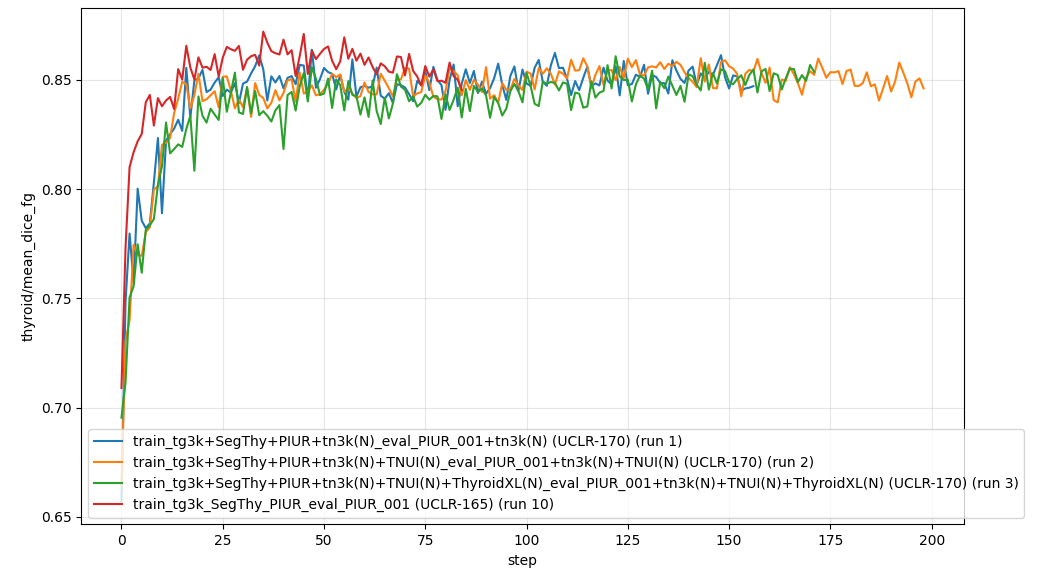 thyroid/mean_dice_fg
0.85
0.80
0.75
0.70
0.65
train_tg3k+SegThy+PIUR+tn3k(N)_eval_PIUR_001+tn3k(N) (UCLR-170) (run 1)
train_tg3k+SegThy+PIUR+tn3k(N)+TNUI(N)_eval_PIUR_001+tn3k(N)+TNUI(N) (UCLR-170) (run 2)
train_tg3k+SegThy+PIUR+tn3k(N)+TNUI(N)+ThyroidXL(N)_eval_PIUR_001+tn3k(N)+TNUI(N)+ThyroidXL(N) (UCLR-170) (run 3)
train_tg3k_SegThy_PIUR_eval_PIUR_001 (UCLR-165) (run 10)
0 25 50 75 100 125 150 175 200
step